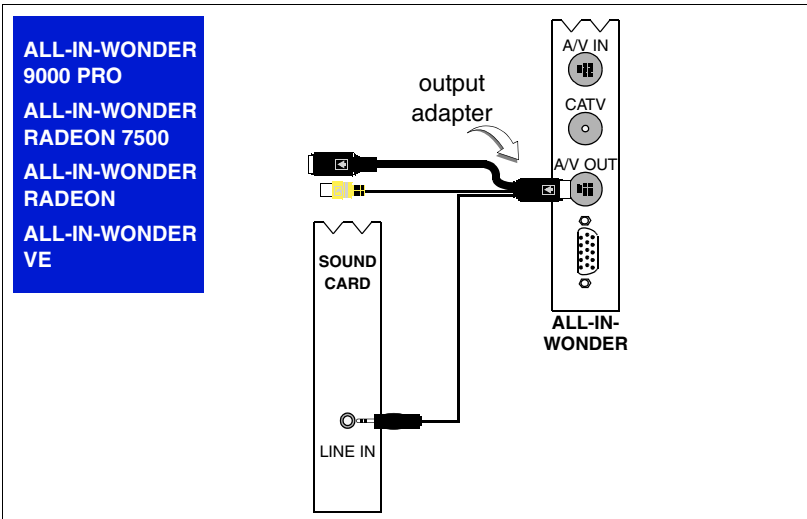 ALL-IN-WONDER
9000 PRO
ALL-IN-WONDER
RADEON 7500
ALL-IN-WONDER
RADEON
ALL-IN-WONDER
VE
output
adapter
A/V IN
CATV
A/V OUT
ALL-IN-
WONDER
SOUND
CARD
LINE IN